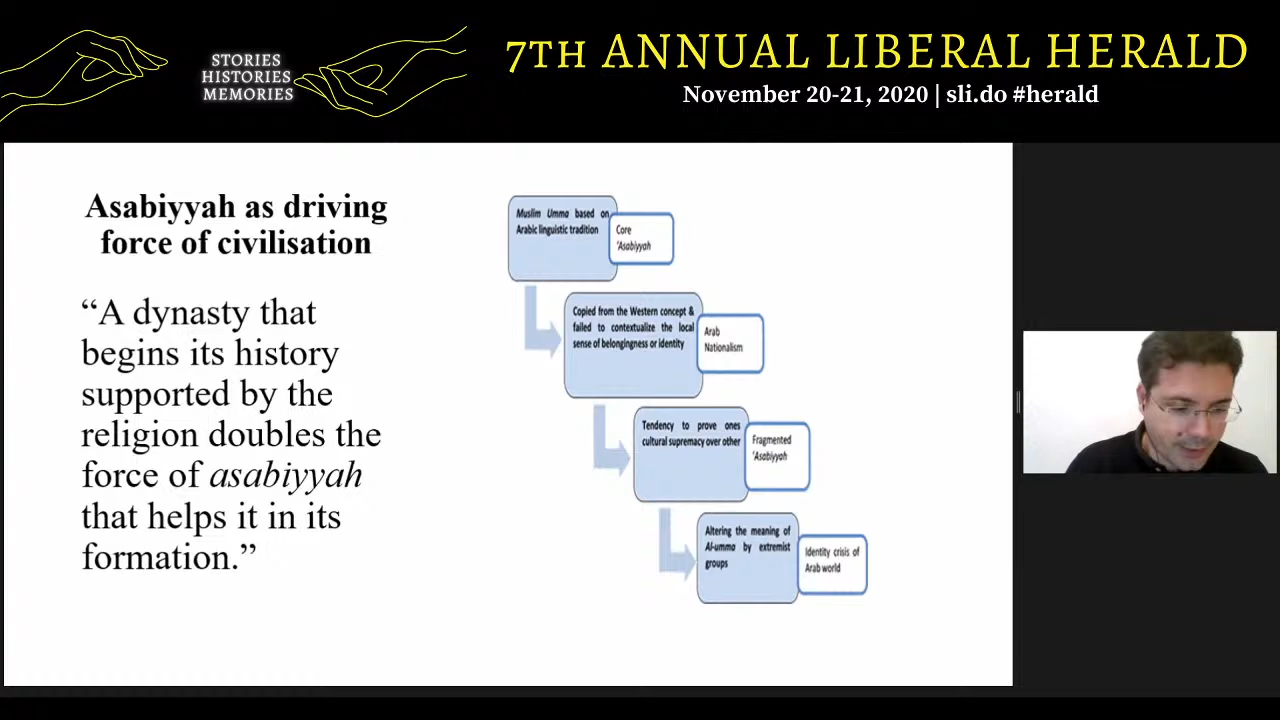 STORIES
HISTORIES
MEMORIES
7TH ANNUAL LIBERAL HERALD
November 20-21, 2020 | sli.do #herald
Asabiyyah as driving
force of civilisation
“A dynasty that
begins its history
supported by the
religion doubles the
force of asabiyyah
that helps it in its
formation.”
Muslim Umma based on
Arabic linguistic tradition
Core
‘Asabiyyah
Copied from the Western concept &
failed to contextualize the local
sense of belongingness or identity
Arab
Nationalism
Tendency to prove ones
cultural supremacy over other
Fragmented
‘Asabiyyah
Altering the meaning of
Al-umma by extremist
groups
Identity crisis of
Arab world